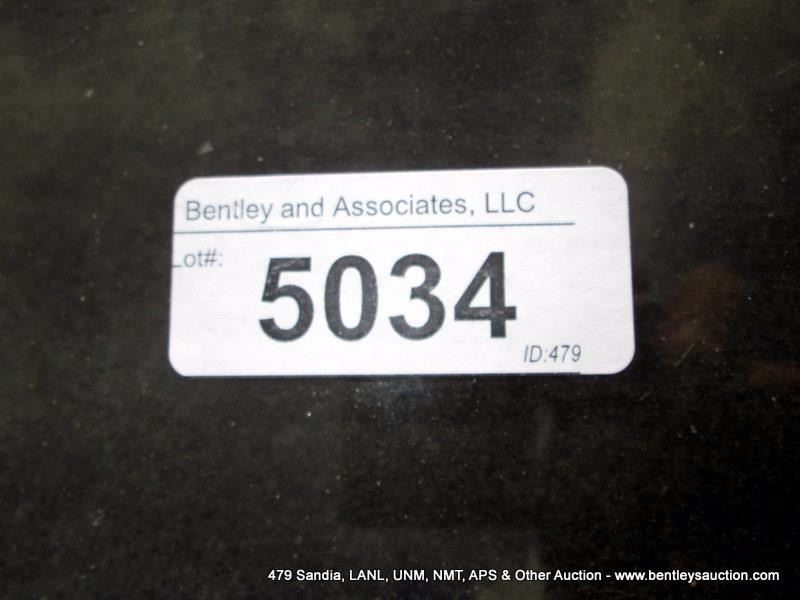 Bentley and Associates, LLC
Lot#:
5034
ID:479
479 Sandia, LANL, UNM, NMT, APS & Other Auction - www.bentleysauction.com